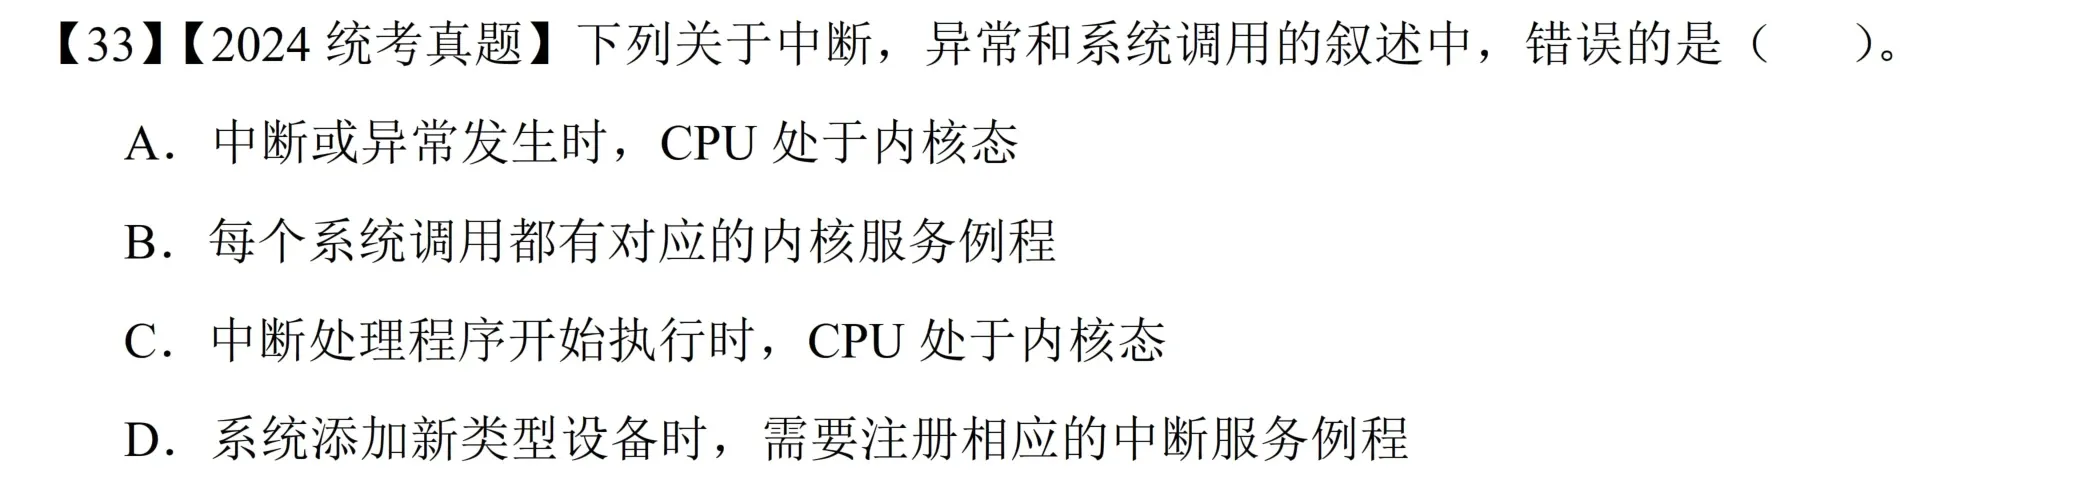 【33】【2024 统考真题】下列关于中断，异常和系统调用的叙述中，错误的是（　　）。
A．中断或异常发生时，CPU 处于内核态
B．每个系统调用都有对应的内核服务例程
C．中断处理程序开始执行时，CPU 处于内核态
D．系统添加新类型设备时，需要注册相应的中断服务例程